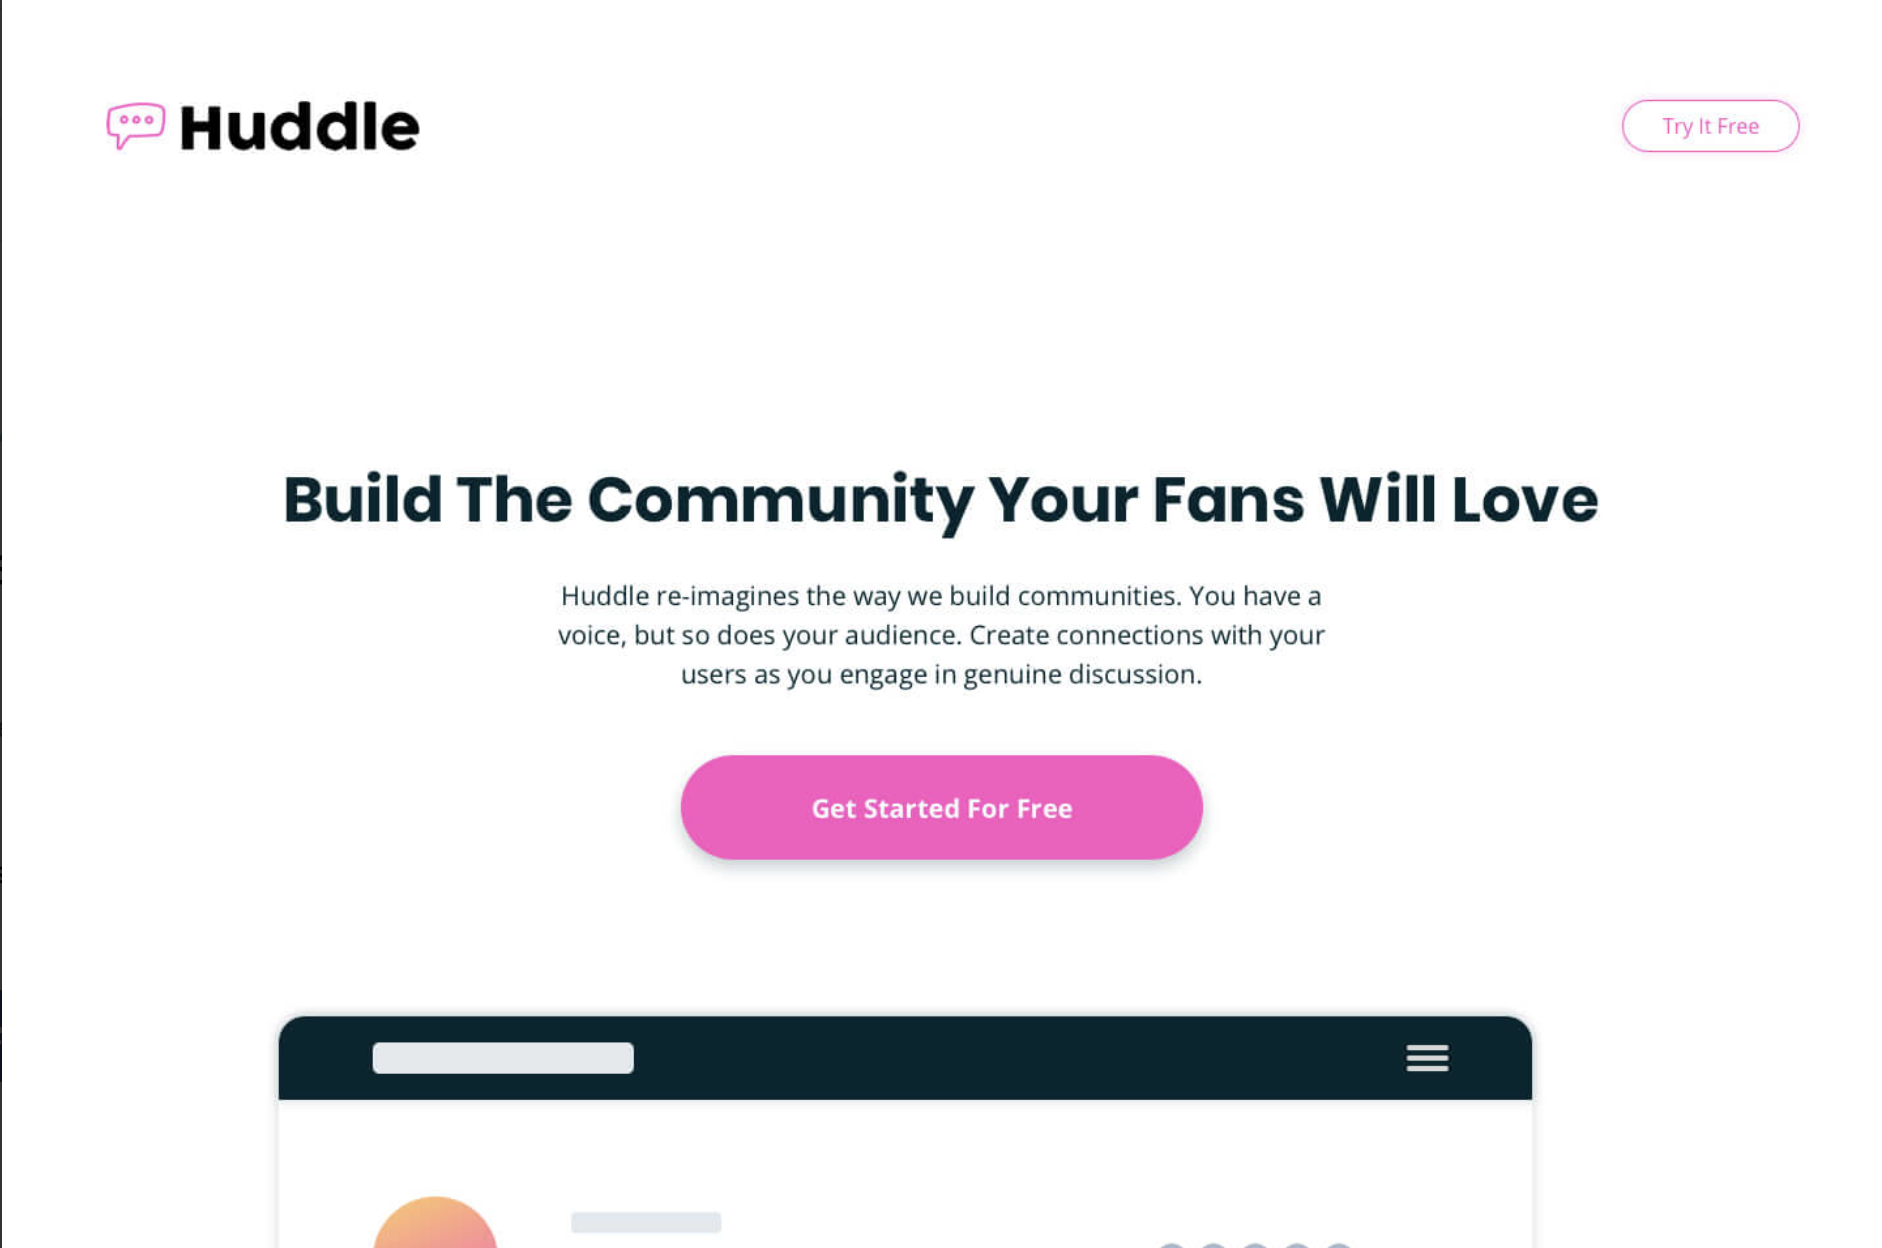 Huddle
Try It Free
Build The Community Your Fans Will Love
Huddle re-imagines the way we build communities. You have a
voice, but so does your audience. Create connections with your
users as you engage in genuine discussion.
Get Started For Free